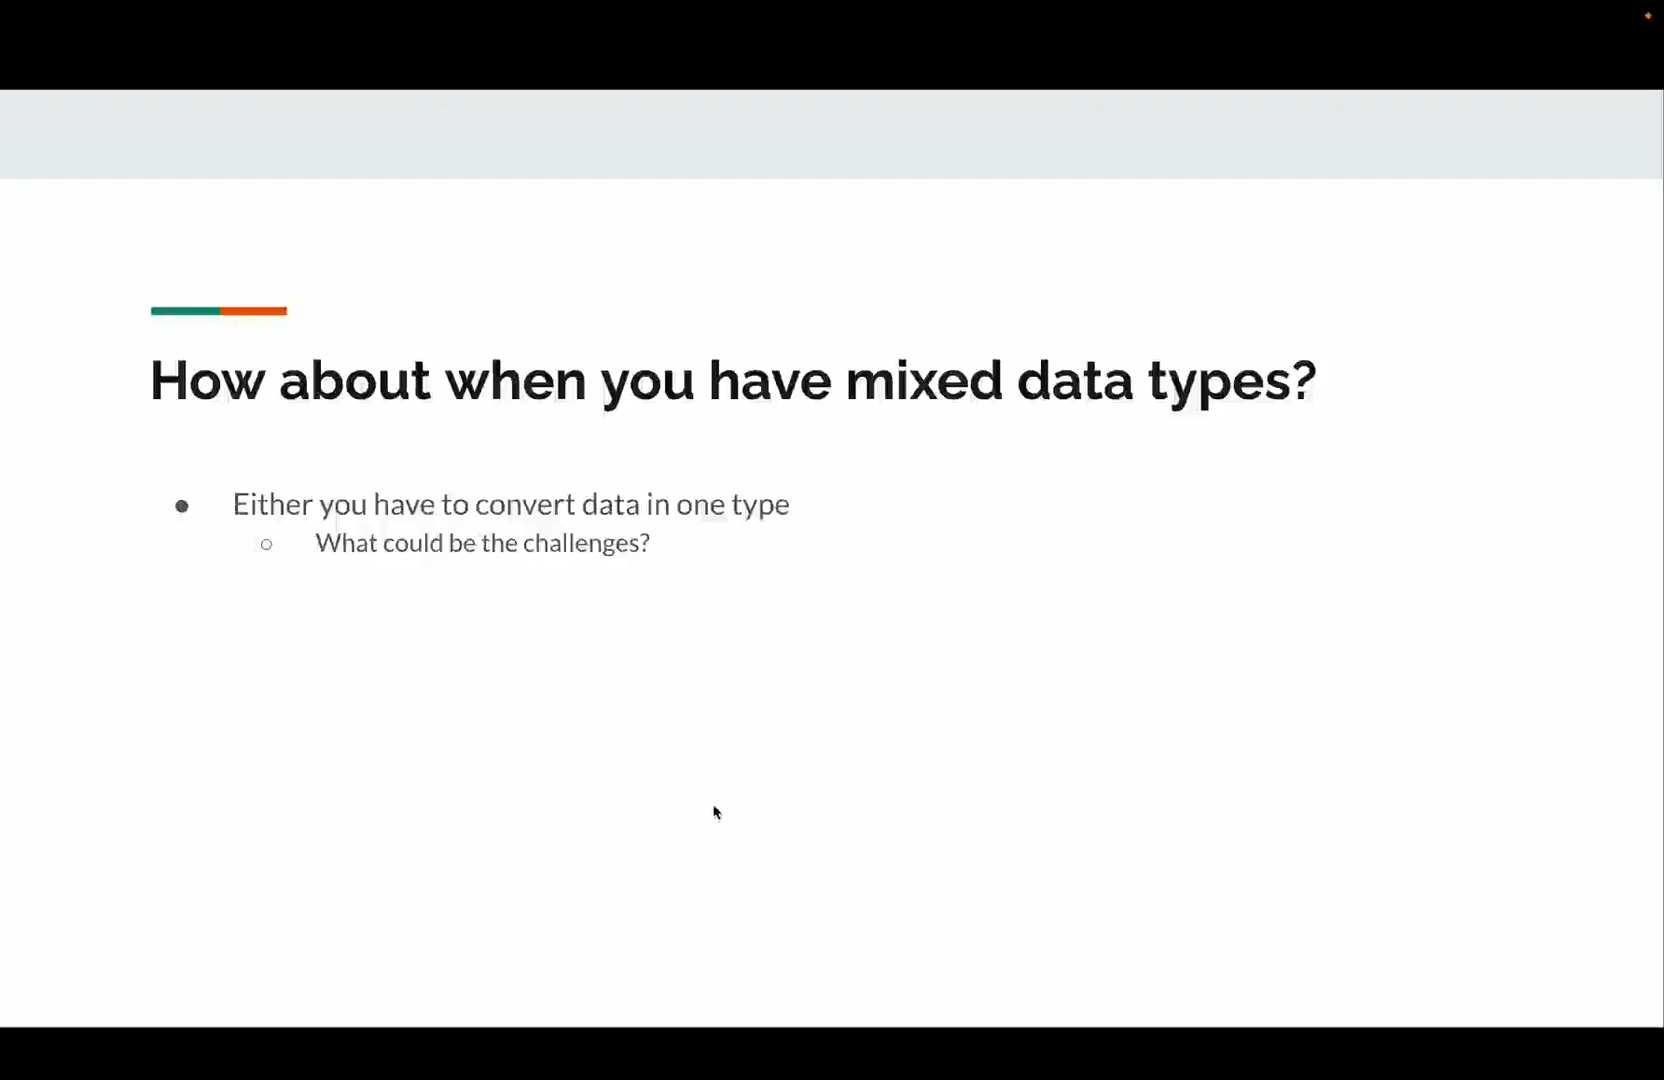 How about when you have mixed data types?
● Either you have to convert data in one type
○ What could be the challenges?